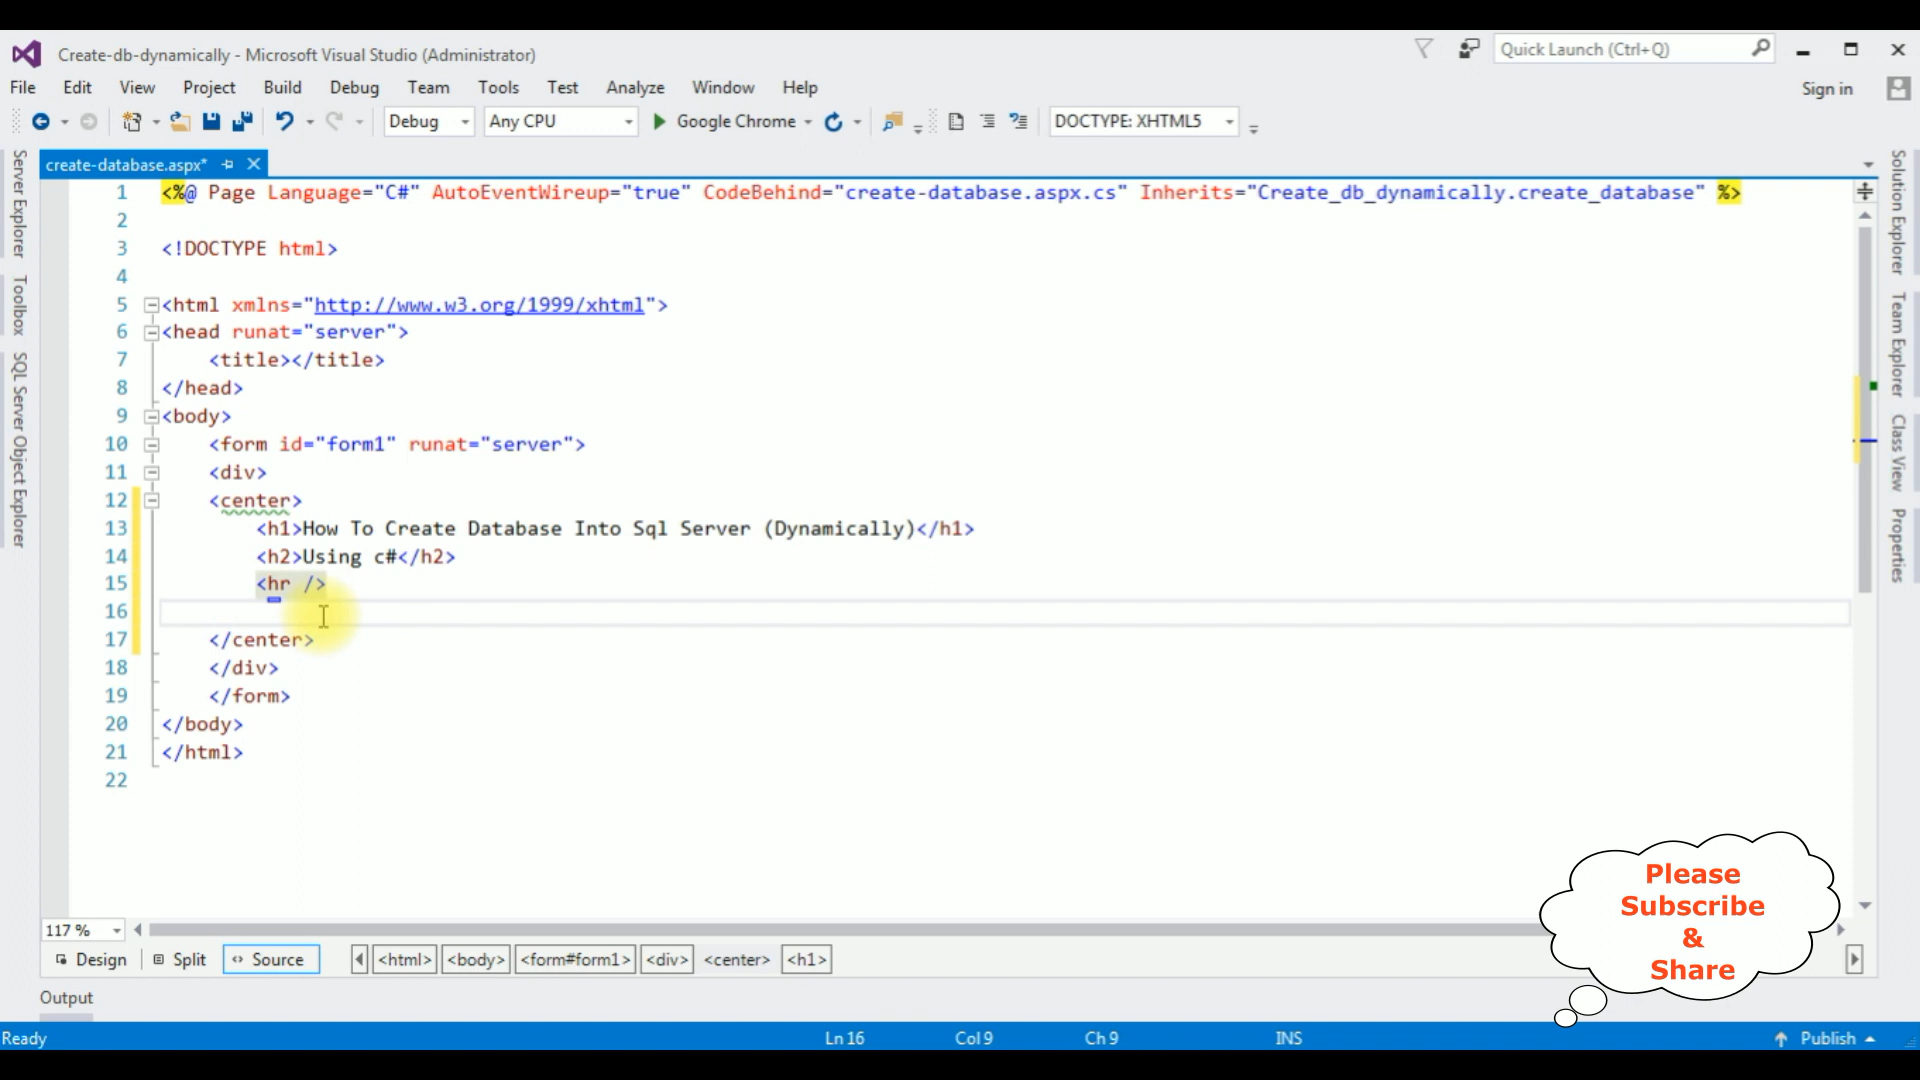 Create-db-dynamically - Microsoft Visual Studio (Administrator)
Quick Launch (Ctrl+Q)
File Edit View Project Build Debug Team Tools Test Analyze Window Help
Sign in
Debug Any CPU Google Chrome DOCTYPE: XHTML5
create-database.aspx*
Server Explorer
Toolbox
SQL Server Object Explorer
1 <%@ Page Language="C#" AutoEventWireup="true" CodeBehind="create-database.aspx.cs" Inherits="Create_db_dynamically.create_database" %>
2
3 <!DOCTYPE html>
4
5 <html xmlns="http://www.w3.org/1999/xhtml">
6 <head runat="server">
7 <title></title>
8 </head>
9 <body>
10 <form id="form1" runat="server">
11 <div>
12 <center>
13 <h1>How To Create Database Into Sql Server (Dynamically)</h1>
14 <h2>Using c#</h2>
15 <hr />
16
17 </center>
18 </div>
19 </form>
20 </body>
21 </html>
22
Solution Explorer
Team Explorer
Class View
Properties
Please
Subscribe
&
Share
117 %
Design Split Source <html> <body> <form#form1> <div> <center> <h1>
Output
Ready Ln 16 Col 9 Ch 9 INS Publish